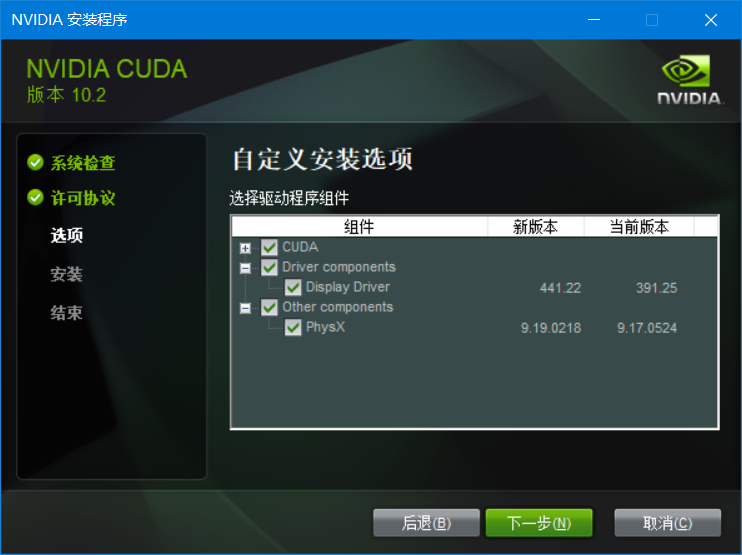 NVIDIA 安装程序
NVIDIA CUDA
版本 10.2
NVIDIA.
系统检查
许可协议
选项
安装
结束
自定义安装选项
选择驱动程序组件
组件 新版本 当前版本
CUDA
Driver components
Display Driver 441.22 391.25
Other components
PhysX 9.19.0218 9.17.0524
后退(B) 下一步(N) 取消(C)